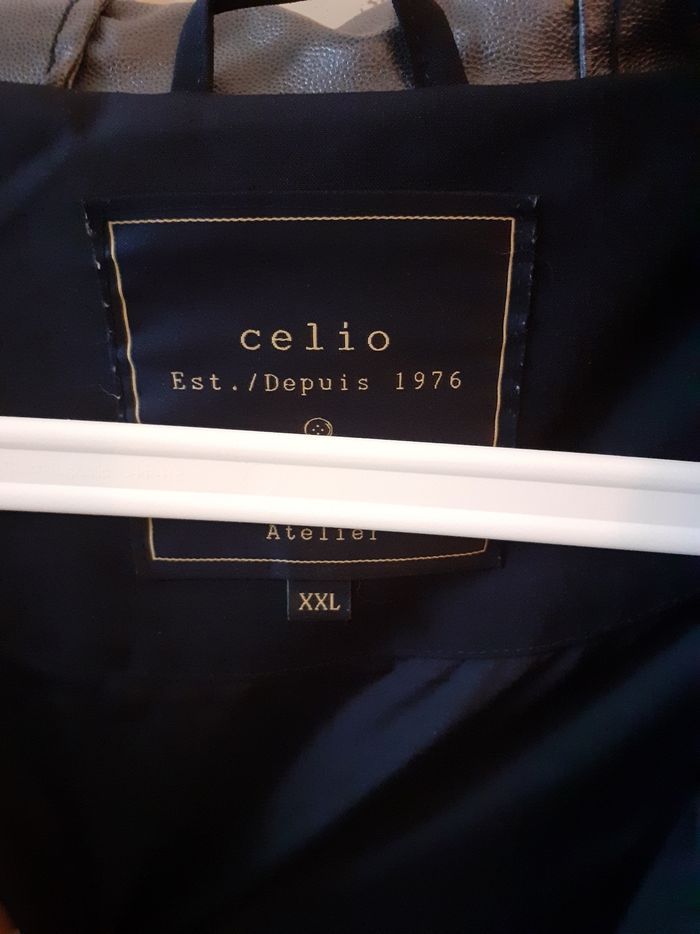 celio
Est./Depuis 1976
Atelier
XXL